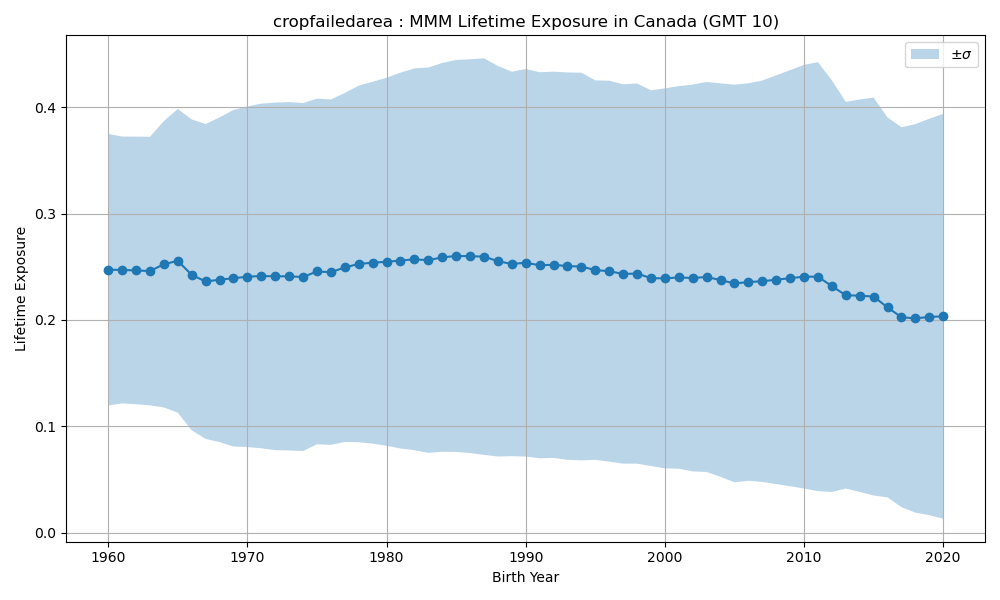 cropfailedarea : MMM Lifetime Exposure in Canada (GMT 10)
±σ
Lifetime Exposure
0.4
0.3
0.2
0.1
0.0
1960 1970 1980 1990 2000 2010 2020
Birth Year